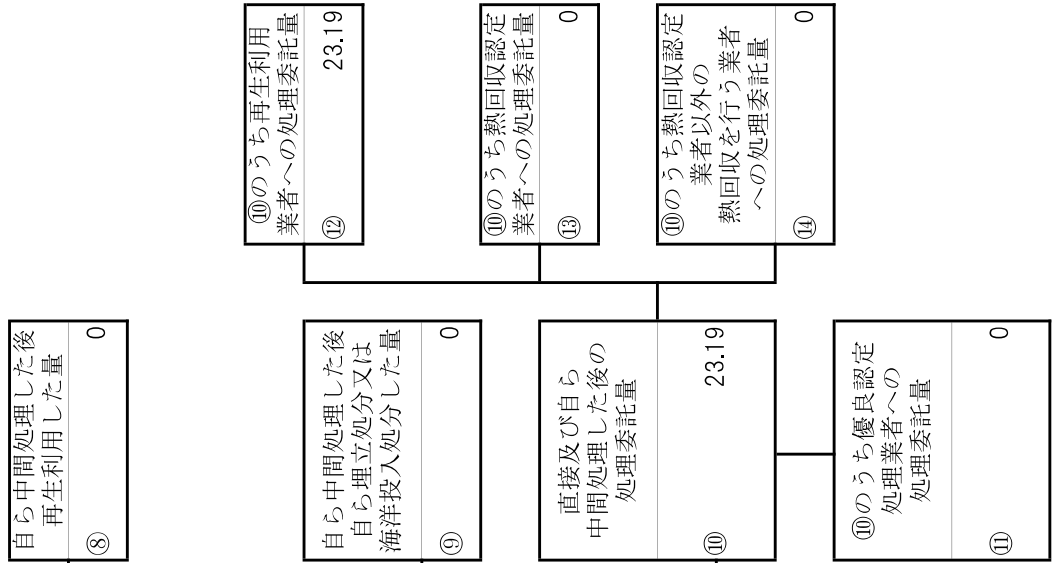 自ら中間処理した後
再生利用した量
⑧ 0
自ら中間処理した後
自ら埋立処分又は
海洋投入処分した量
⑨ 0
直接及び自ら
中間処理した後の
処理委託量
⑩ 23.19
⑩のうち優良認定
処理業者への
処理委託量
⑪ 0
⑩のうち再生利用
業者への処理委託量
⑫ 23.19
⑩のうち熱回収認定
業者への処理委託量
⑬ 0
⑩のうち熱回収認定
業者以外の
熱回収を行う業者
への処理委託量
⑭ 0